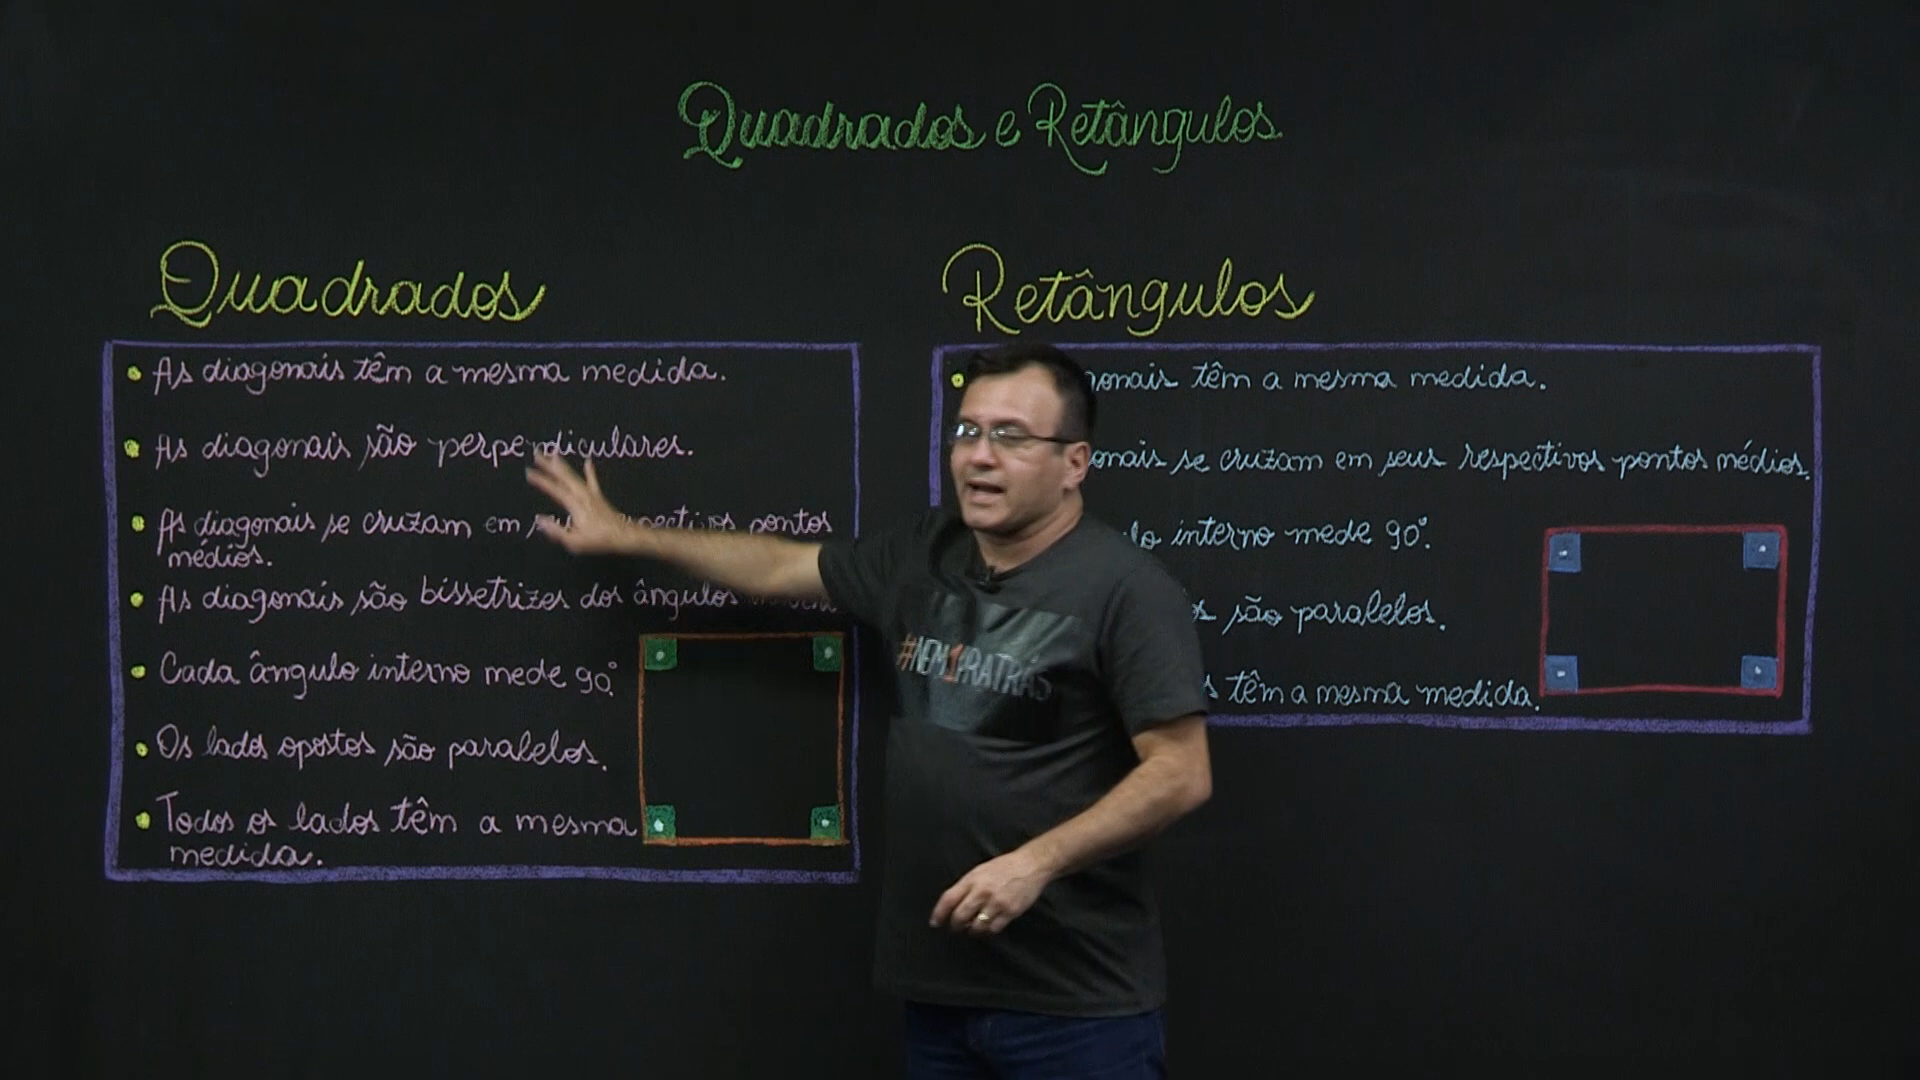 Quadrados e Retângulos
Quadrados
As diagonais têm a mesma medida.
As diagonais são perpendiculares.
As diagonais se cruzam em seus respectivos pontos
médios.
As diagonais são bissetrizes dos ângulos
Cada ângulo interno mede 90°.
Os lados opostos são paralelos.
Todos os lados têm a mesma
medida.
Retângulos
têm a mesma medida.
se cruzam em seus respectivos pontos médios.
interno mede 90°.
são paralelos.
têm a mesma medida.
#NEM1PRATRÁS